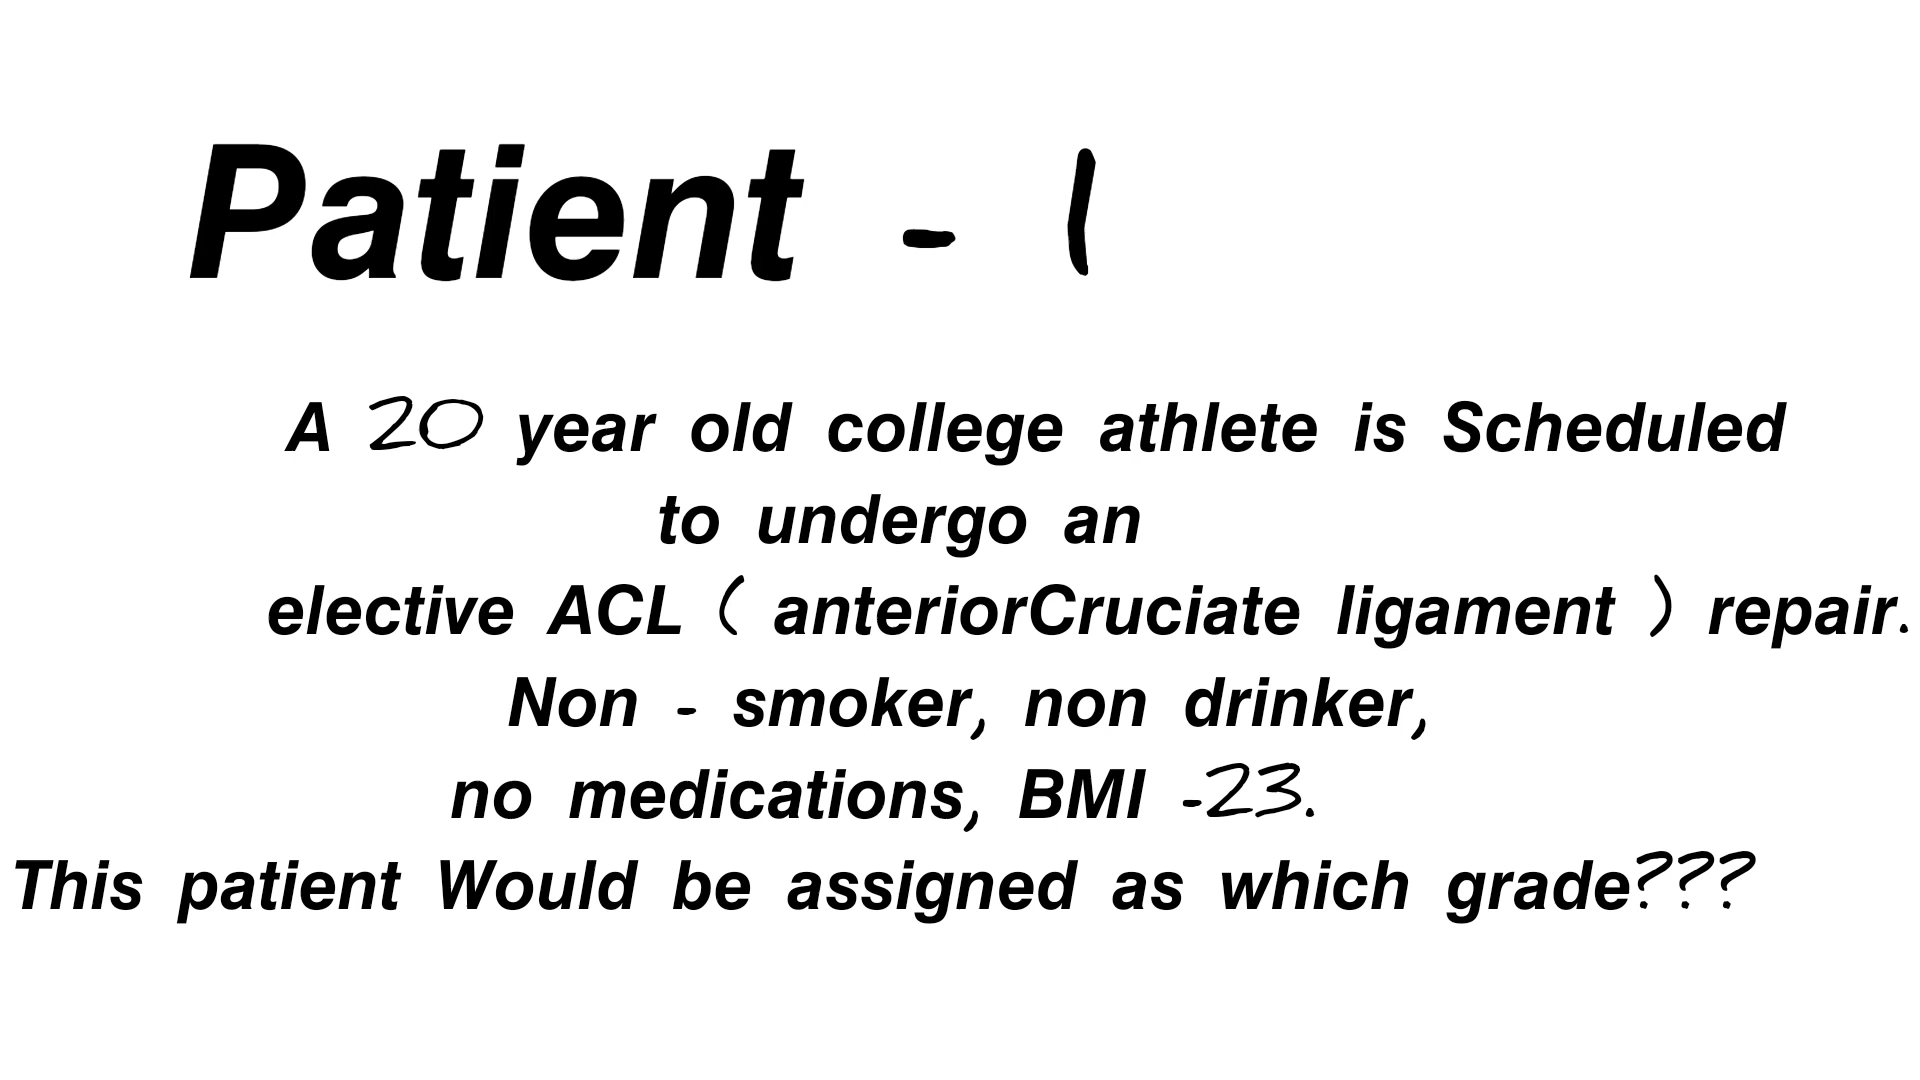 Patient - 1
A 20 year old college athlete is Scheduled
to undergo an
elective ACL ( anteriorCruciate ligament ) repair.
Non - smoker, non drinker,
no medications, BMI -23.
This patient Would be assigned as which grade???